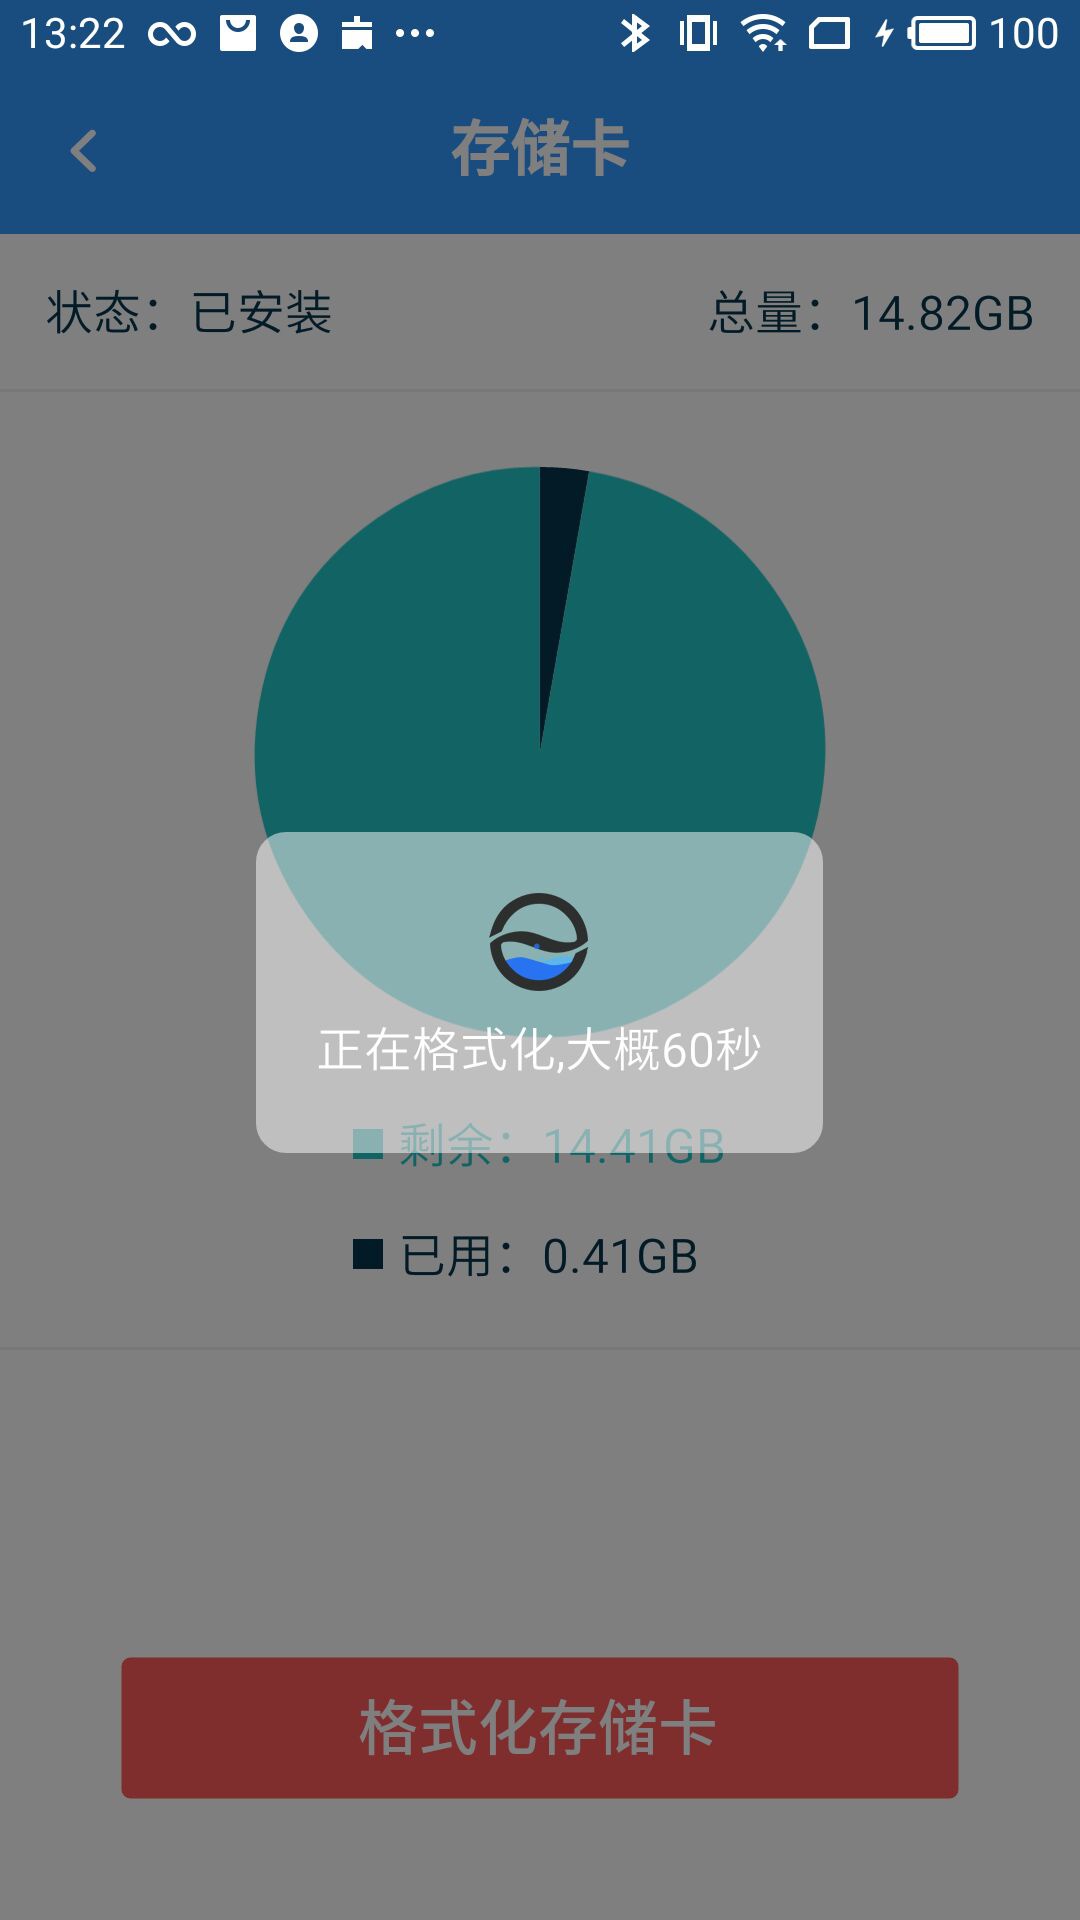 13:22
100
存储卡
状态：已安装
总量：14.82GB
正在格式化,大概60秒
剩余：14.41GB
已用：0.41GB
格式化存储卡